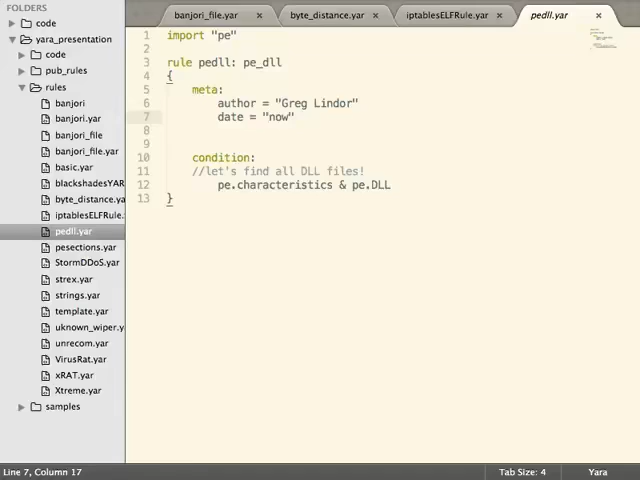 FOLDERS
code
yara_presentation
code
pub_rules
rules
banjori
banjori.yar
banjori_file
banjori_file.yar
basic.yar
blackshadesYAR
byte_distance.ya
iptablesELFRule.
pedll.yar
pesections.yar
StormDDoS.yar
strex.yar
strings.yar
template.yar
uknown_wiper.y
unrecom.yar
VirusRat.yar
xRAT.yar
Xtreme.yar
samples
banjori_file.yar × byte_distance.yar × iptablesELFRule.yar × pedll.yar ×
1 import "pe"
2
3 rule pedll: pe_dll
4 {
5 meta:
6 author = "Greg Lindor"
7 date = "now"
8
9
10 condition:
11 //let's find all DLL files!
12 pe.characteristics & pe.DLL
13 }
Line 7, Column 17 Tab Size: 4 Yara